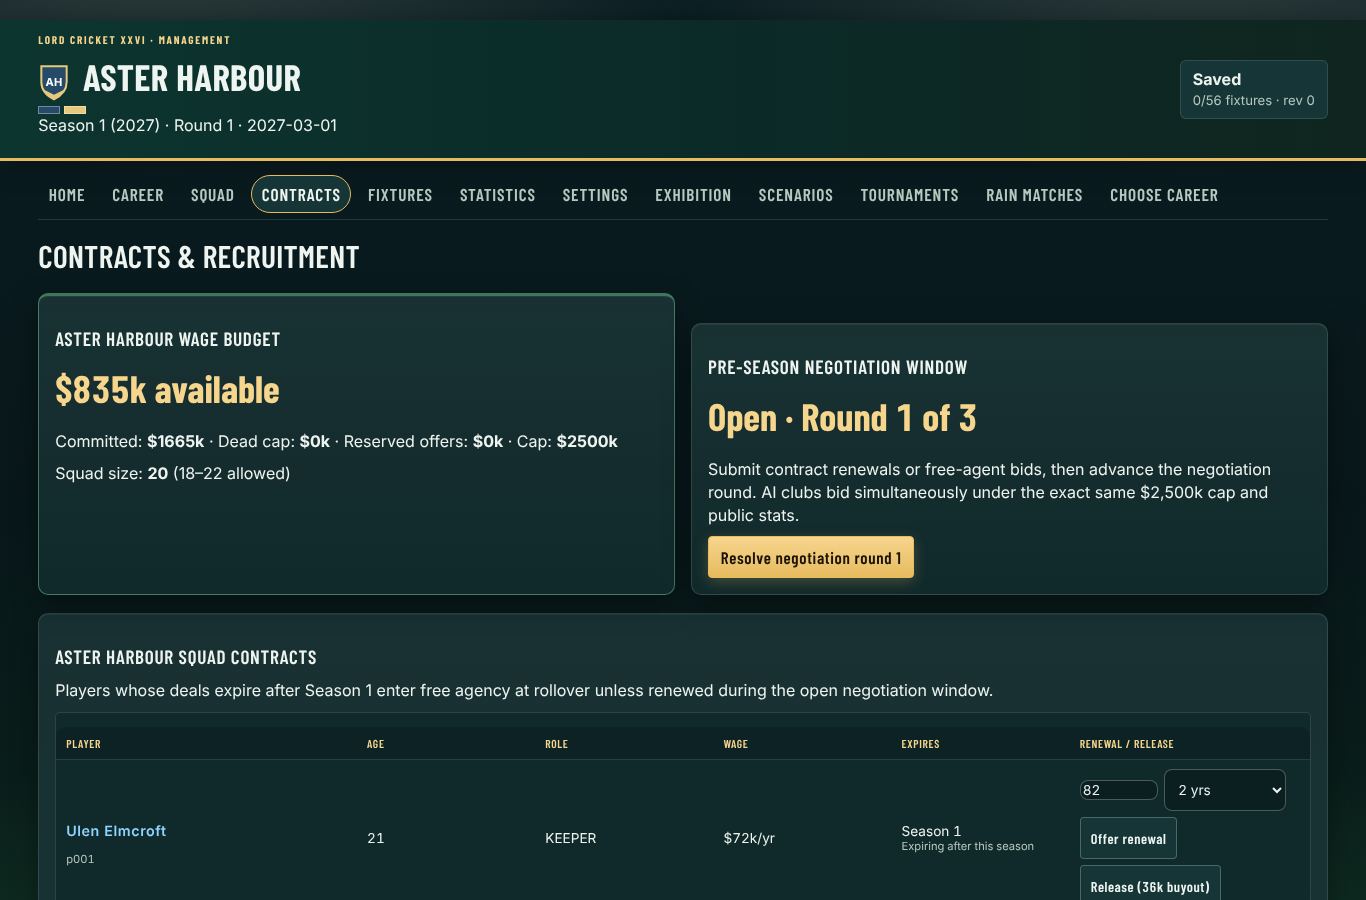 LORD CRICKET XXVI · MANAGEMENT
AH
ASTER HARBOUR
Season 1 (2027) · Round 1 · 2027-03-01
Saved
0/56 fixtures · rev 0
HOME CAREER SQUAD CONTRACTS FIXTURES STATISTICS SETTINGS EXHIBITION SCENARIOS TOURNAMENTS RAIN MATCHES CHOOSE CAREER
CONTRACTS & RECRUITMENT
ASTER HARBOUR WAGE BUDGET
$835k available
Committed: $1665k · Dead cap: $0k · Reserved offers: $0k · Cap: $2500k
Squad size: 20 (18–22 allowed)
PRE-SEASON NEGOTIATION WINDOW
Open · Round 1 of 3
Submit contract renewals or free-agent bids, then advance the negotiation
round. AI clubs bid simultaneously under the exact same $2,500k cap and
public stats.
Resolve negotiation round 1
ASTER HARBOUR SQUAD CONTRACTS
Players whose deals expire after Season 1 enter free agency at rollover unless renewed during the open negotiation window.
PLAYER AGE ROLE WAGE EXPIRES RENEWAL / RELEASE
Ulen Elmcroft
p001
21
KEEPER
$72k/yr
Season 1
Expiring after this season
82
2 yrs
Offer renewal
Release (36k buyout)